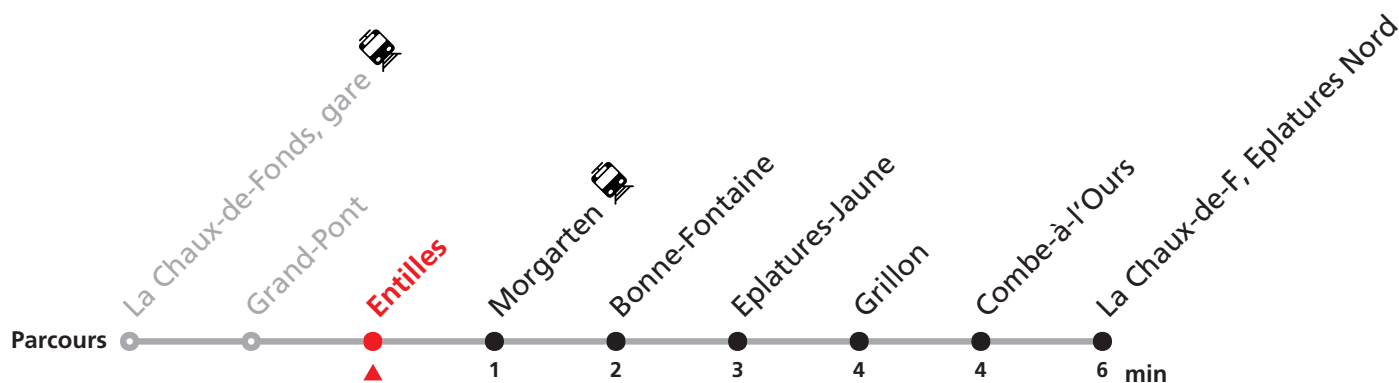 La Chaux-de-Fonds, gare
Grand-Pont
Entilles
Morgarten
Bonne-Fontaine
Eplatures-Jaune
Grillon
Combe-à-l'Ours
La Chaux-de-F, Eplatures Nord
Parcours
1 2 3 4 4 6 min